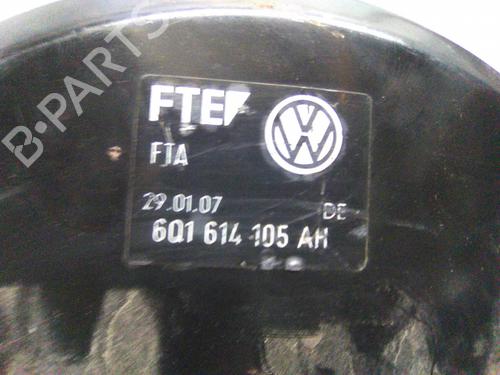 B-PARTS
FTE
FTA
29.01.07 DE
6Q1 614 105 AH